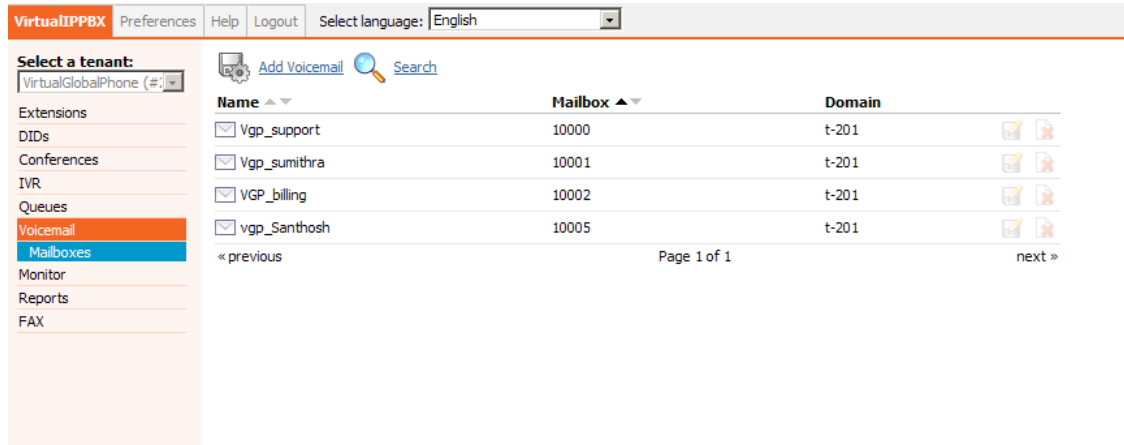 VirtualIPPBX Preferences Help Logout Select language: English
Select a tenant:
VirtualGlobalPhone (#:
Extensions
DIDs
Conferences
IVR
Queues
Voicemail
Mailboxes
Monitor
Reports
FAX
Add Voicemail Search
Name Mailbox Domain
Vgp_support 10000 t-201
Vgp_sumithra 10001 t-201
VGP_billing 10002 t-201
vgp_Santhosh 10005 t-201
« previous Page 1 of 1 next »